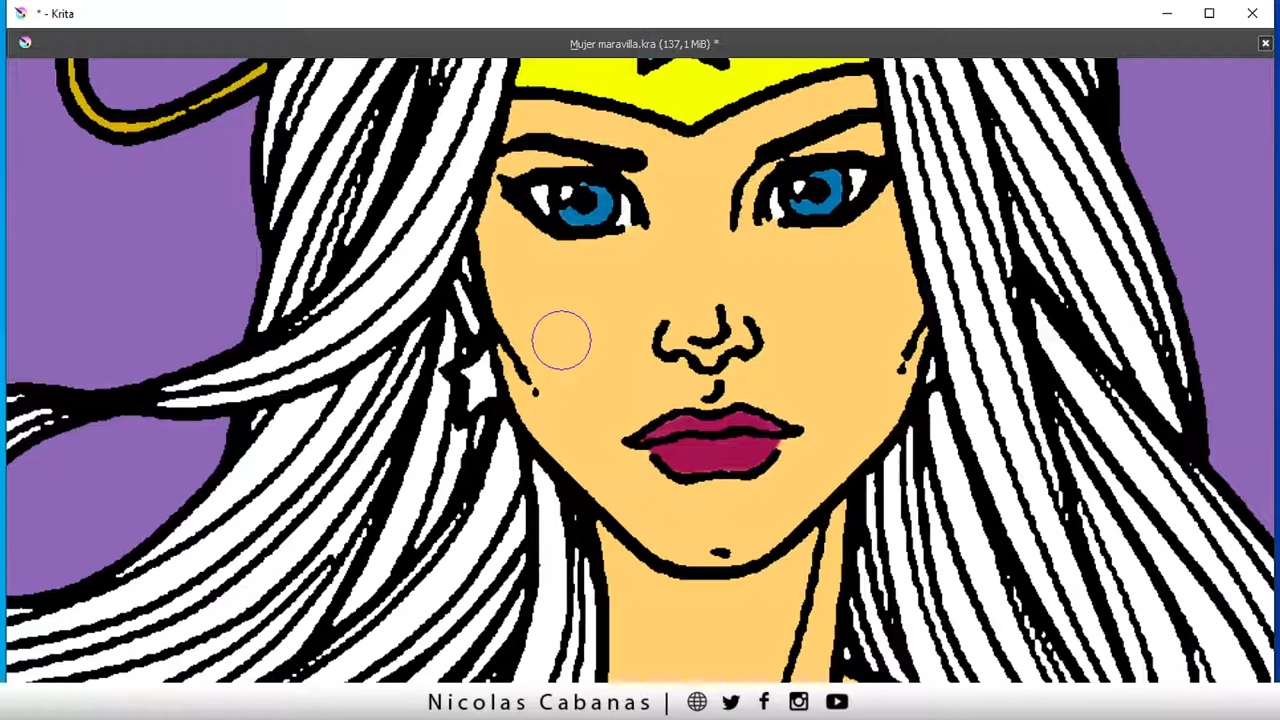 * - Krita
Mujer maravilla.kra (137,1 MiB) *
Nicolas Cabanas |